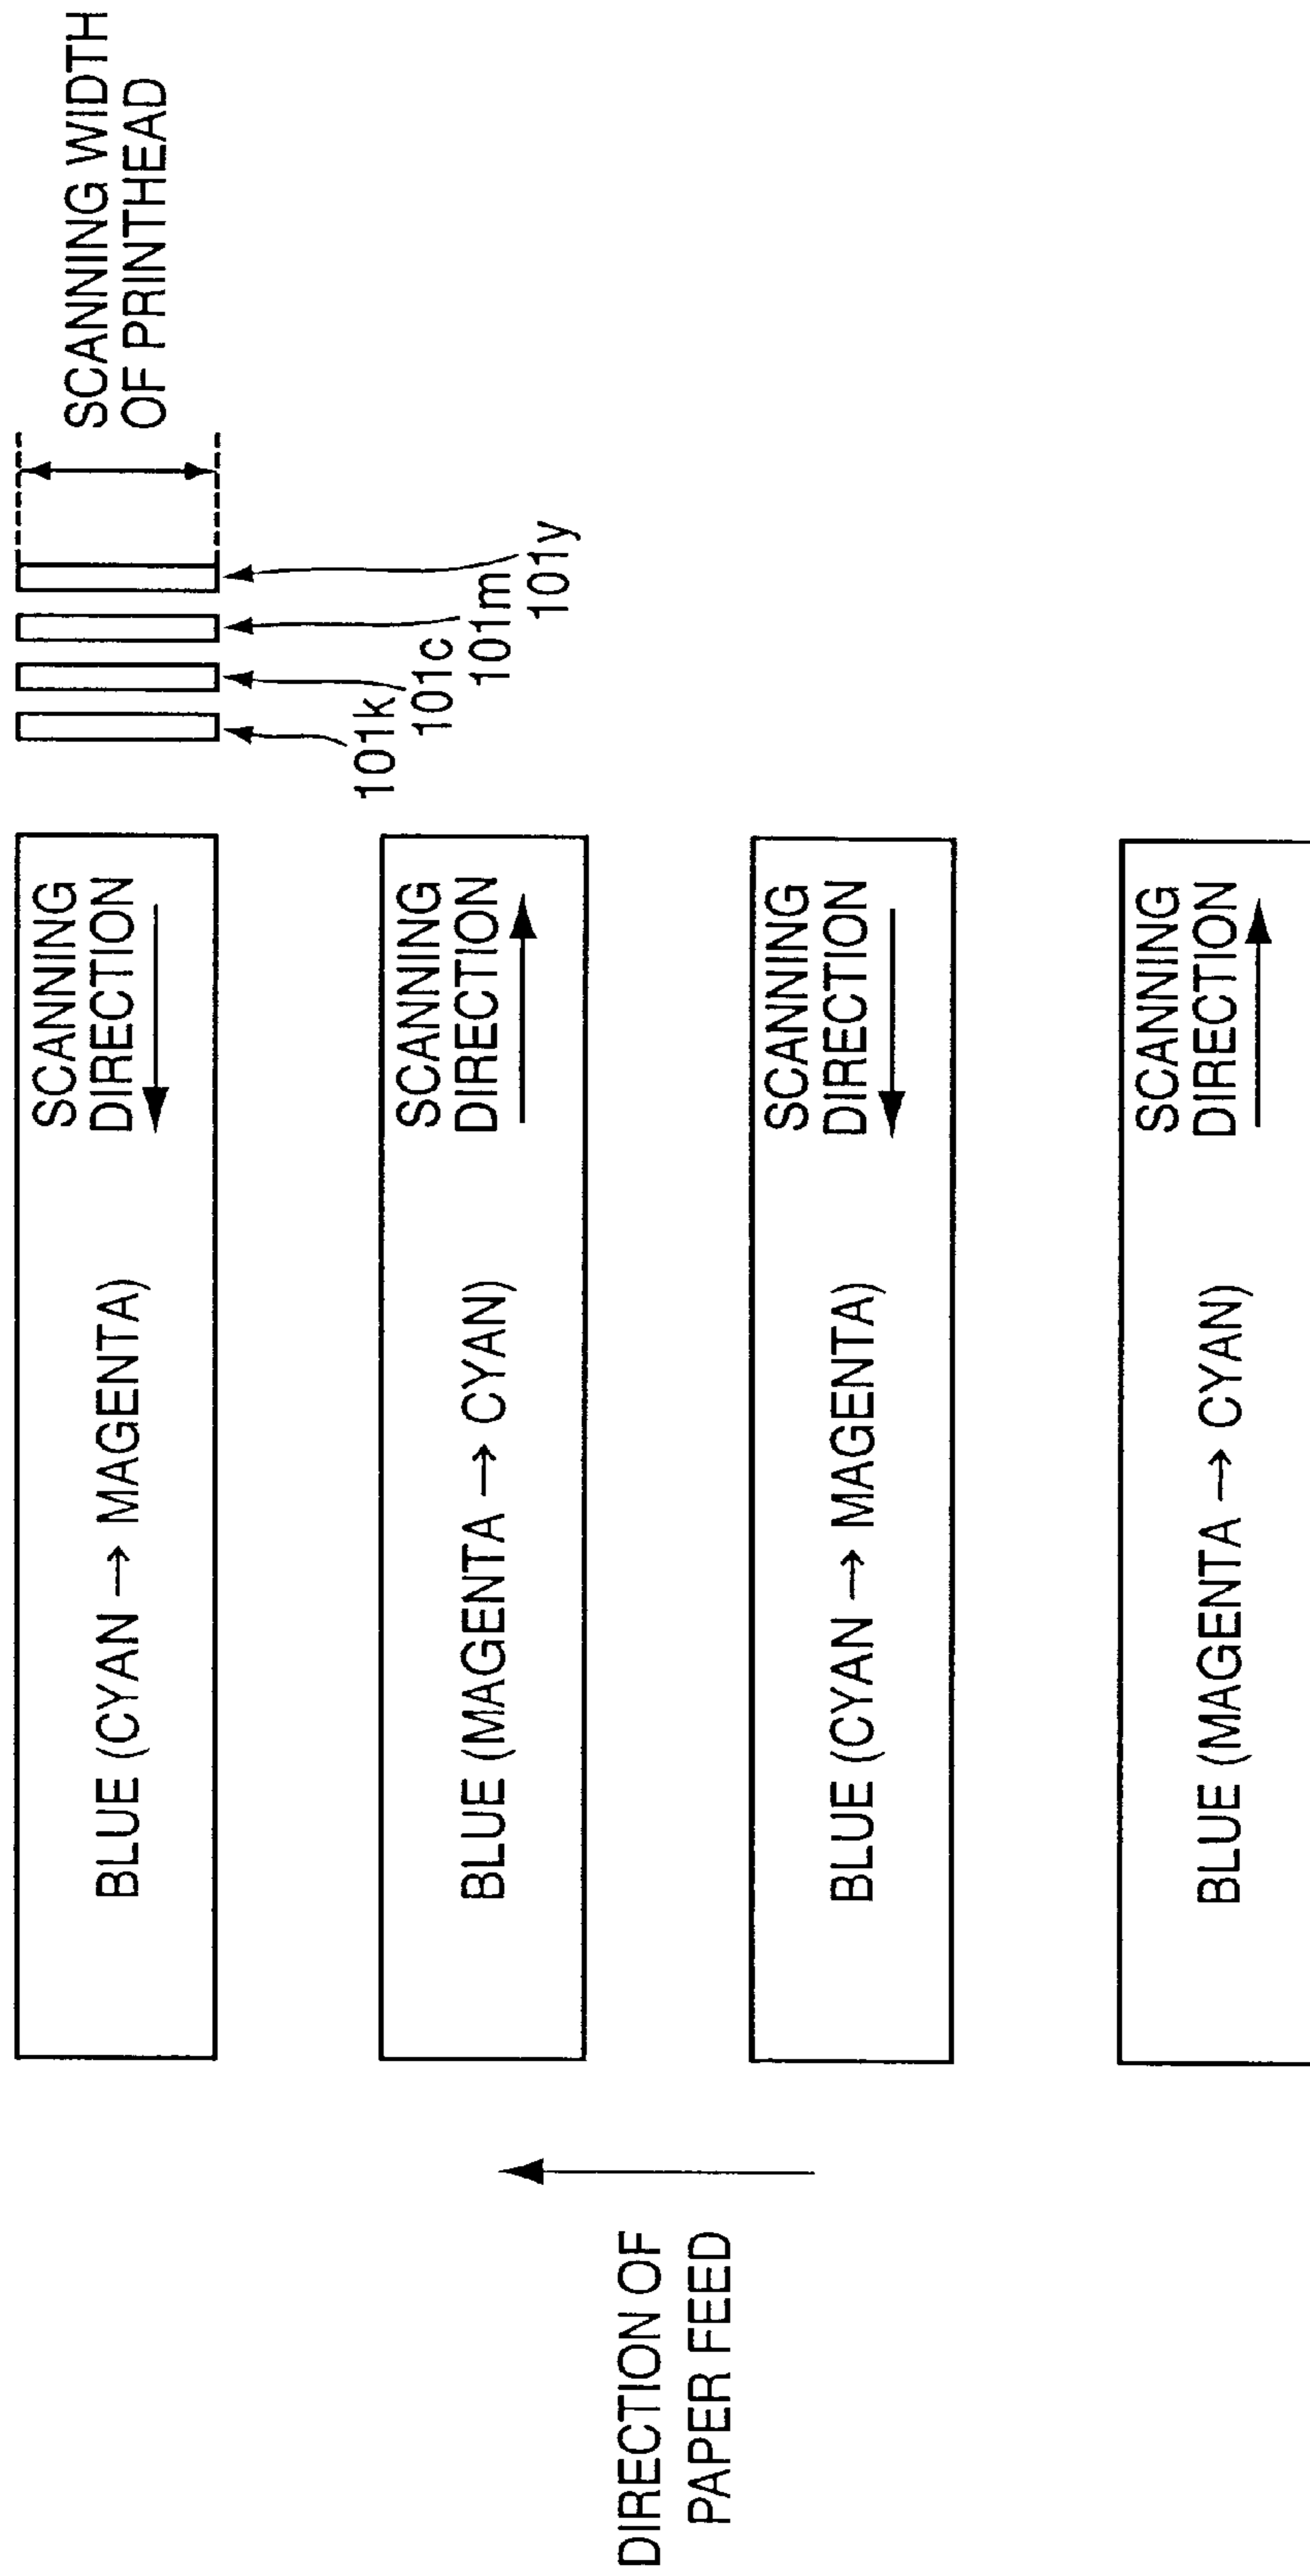 BLUE (CYAN → MAGENTA)
SCANNING
DIRECTION
SCANNING WIDTH
OF PRINTHEAD
101k
101c
101m
101y
BLUE (MAGENTA → CYAN)
SCANNING
DIRECTION
DIRECTION OF
PAPER FEED
BLUE (CYAN → MAGENTA)
SCANNING
DIRECTION
BLUE (MAGENTA → CYAN)
SCANNING
DIRECTION